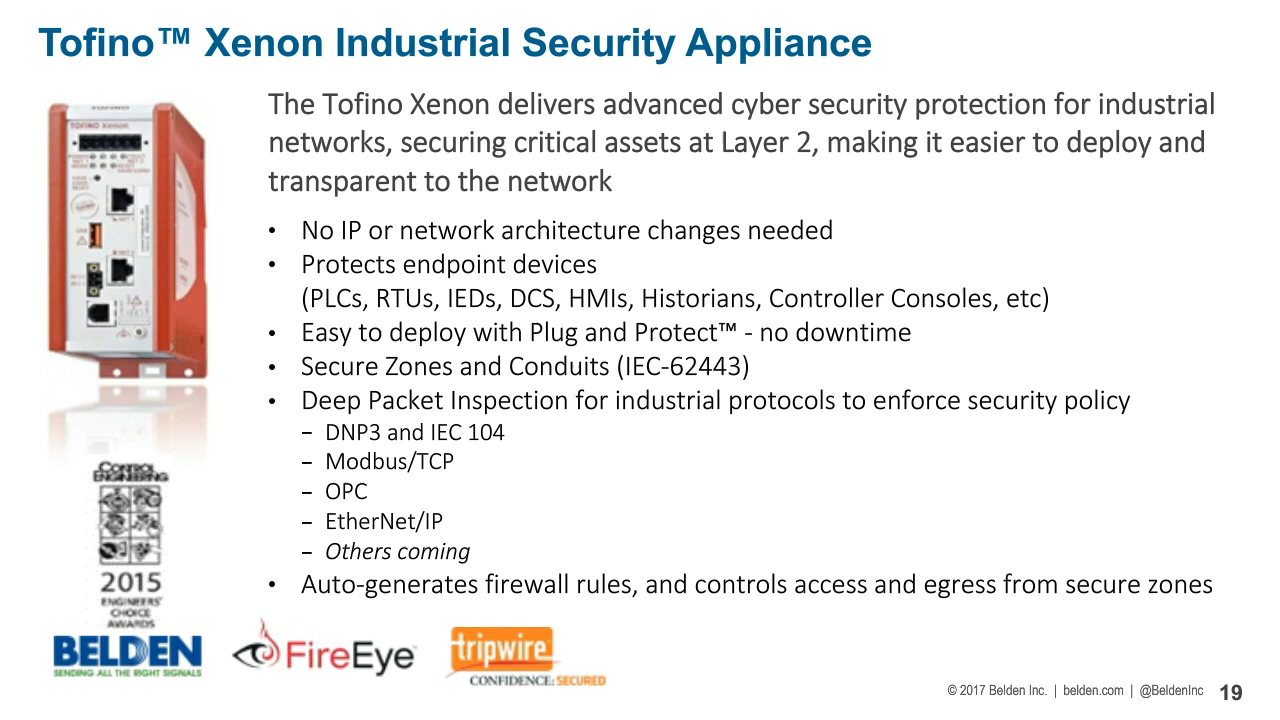 Tofino™ Xenon Industrial Security Appliance
The Tofino Xenon delivers advanced cyber security protection for industrial
networks, securing critical assets at Layer 2, making it easier to deploy and
transparent to the network
• No IP or network architecture changes needed
• Protects endpoint devices
(PLCs, RTUs, IEDs, DCS, HMIs, Historians, Controller Consoles, etc)
• Easy to deploy with Plug and Protect™ - no downtime
• Secure Zones and Conduits (IEC-62443)
• Deep Packet Inspection for industrial protocols to enforce security policy
– DNP3 and IEC 104
– Modbus/TCP
– OPC
– EtherNet/IP
– Others coming
• Auto-generates firewall rules, and controls access and egress from secure zones
TOFINO Xenon
CONTROL
ENGINEERING
2015
ENGINEERS'
CHOICE
AWARDS
BELDEN
SENDING ALL THE RIGHT SIGNALS
FireEye
tripwire
CONFIDENCE: SECURED
© 2017 Belden Inc. | belden.com | @BeldenInc 19